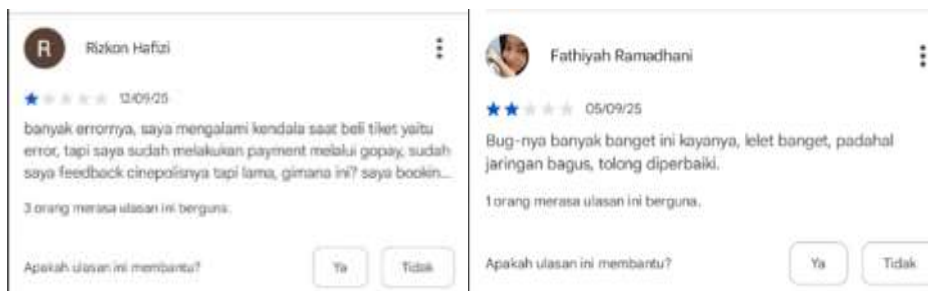 R
Rizkon Hafizi
12/09/25
banyak errornya, saya mengalami kendala saat beli tiket yaitu
error, tapi saya sudah melakukan payment melalui gopay, sudah
saya feedback cinepolisnya tapi lama, gimana ini? saya bookin...
3 orang merasa ulasan ini berguna.
Apakah ulasan ini membantu?
Ya
Tidak
Fathiyah Ramadhani
05/09/25
Bug-nya banyak banget ini kayanya, lelet banget, padahal
jaringan bagus, tolong diperbaiki.
1 orang merasa ulasan ini berguna.
Apakah ulasan ini membantu?
Ya
Tidak